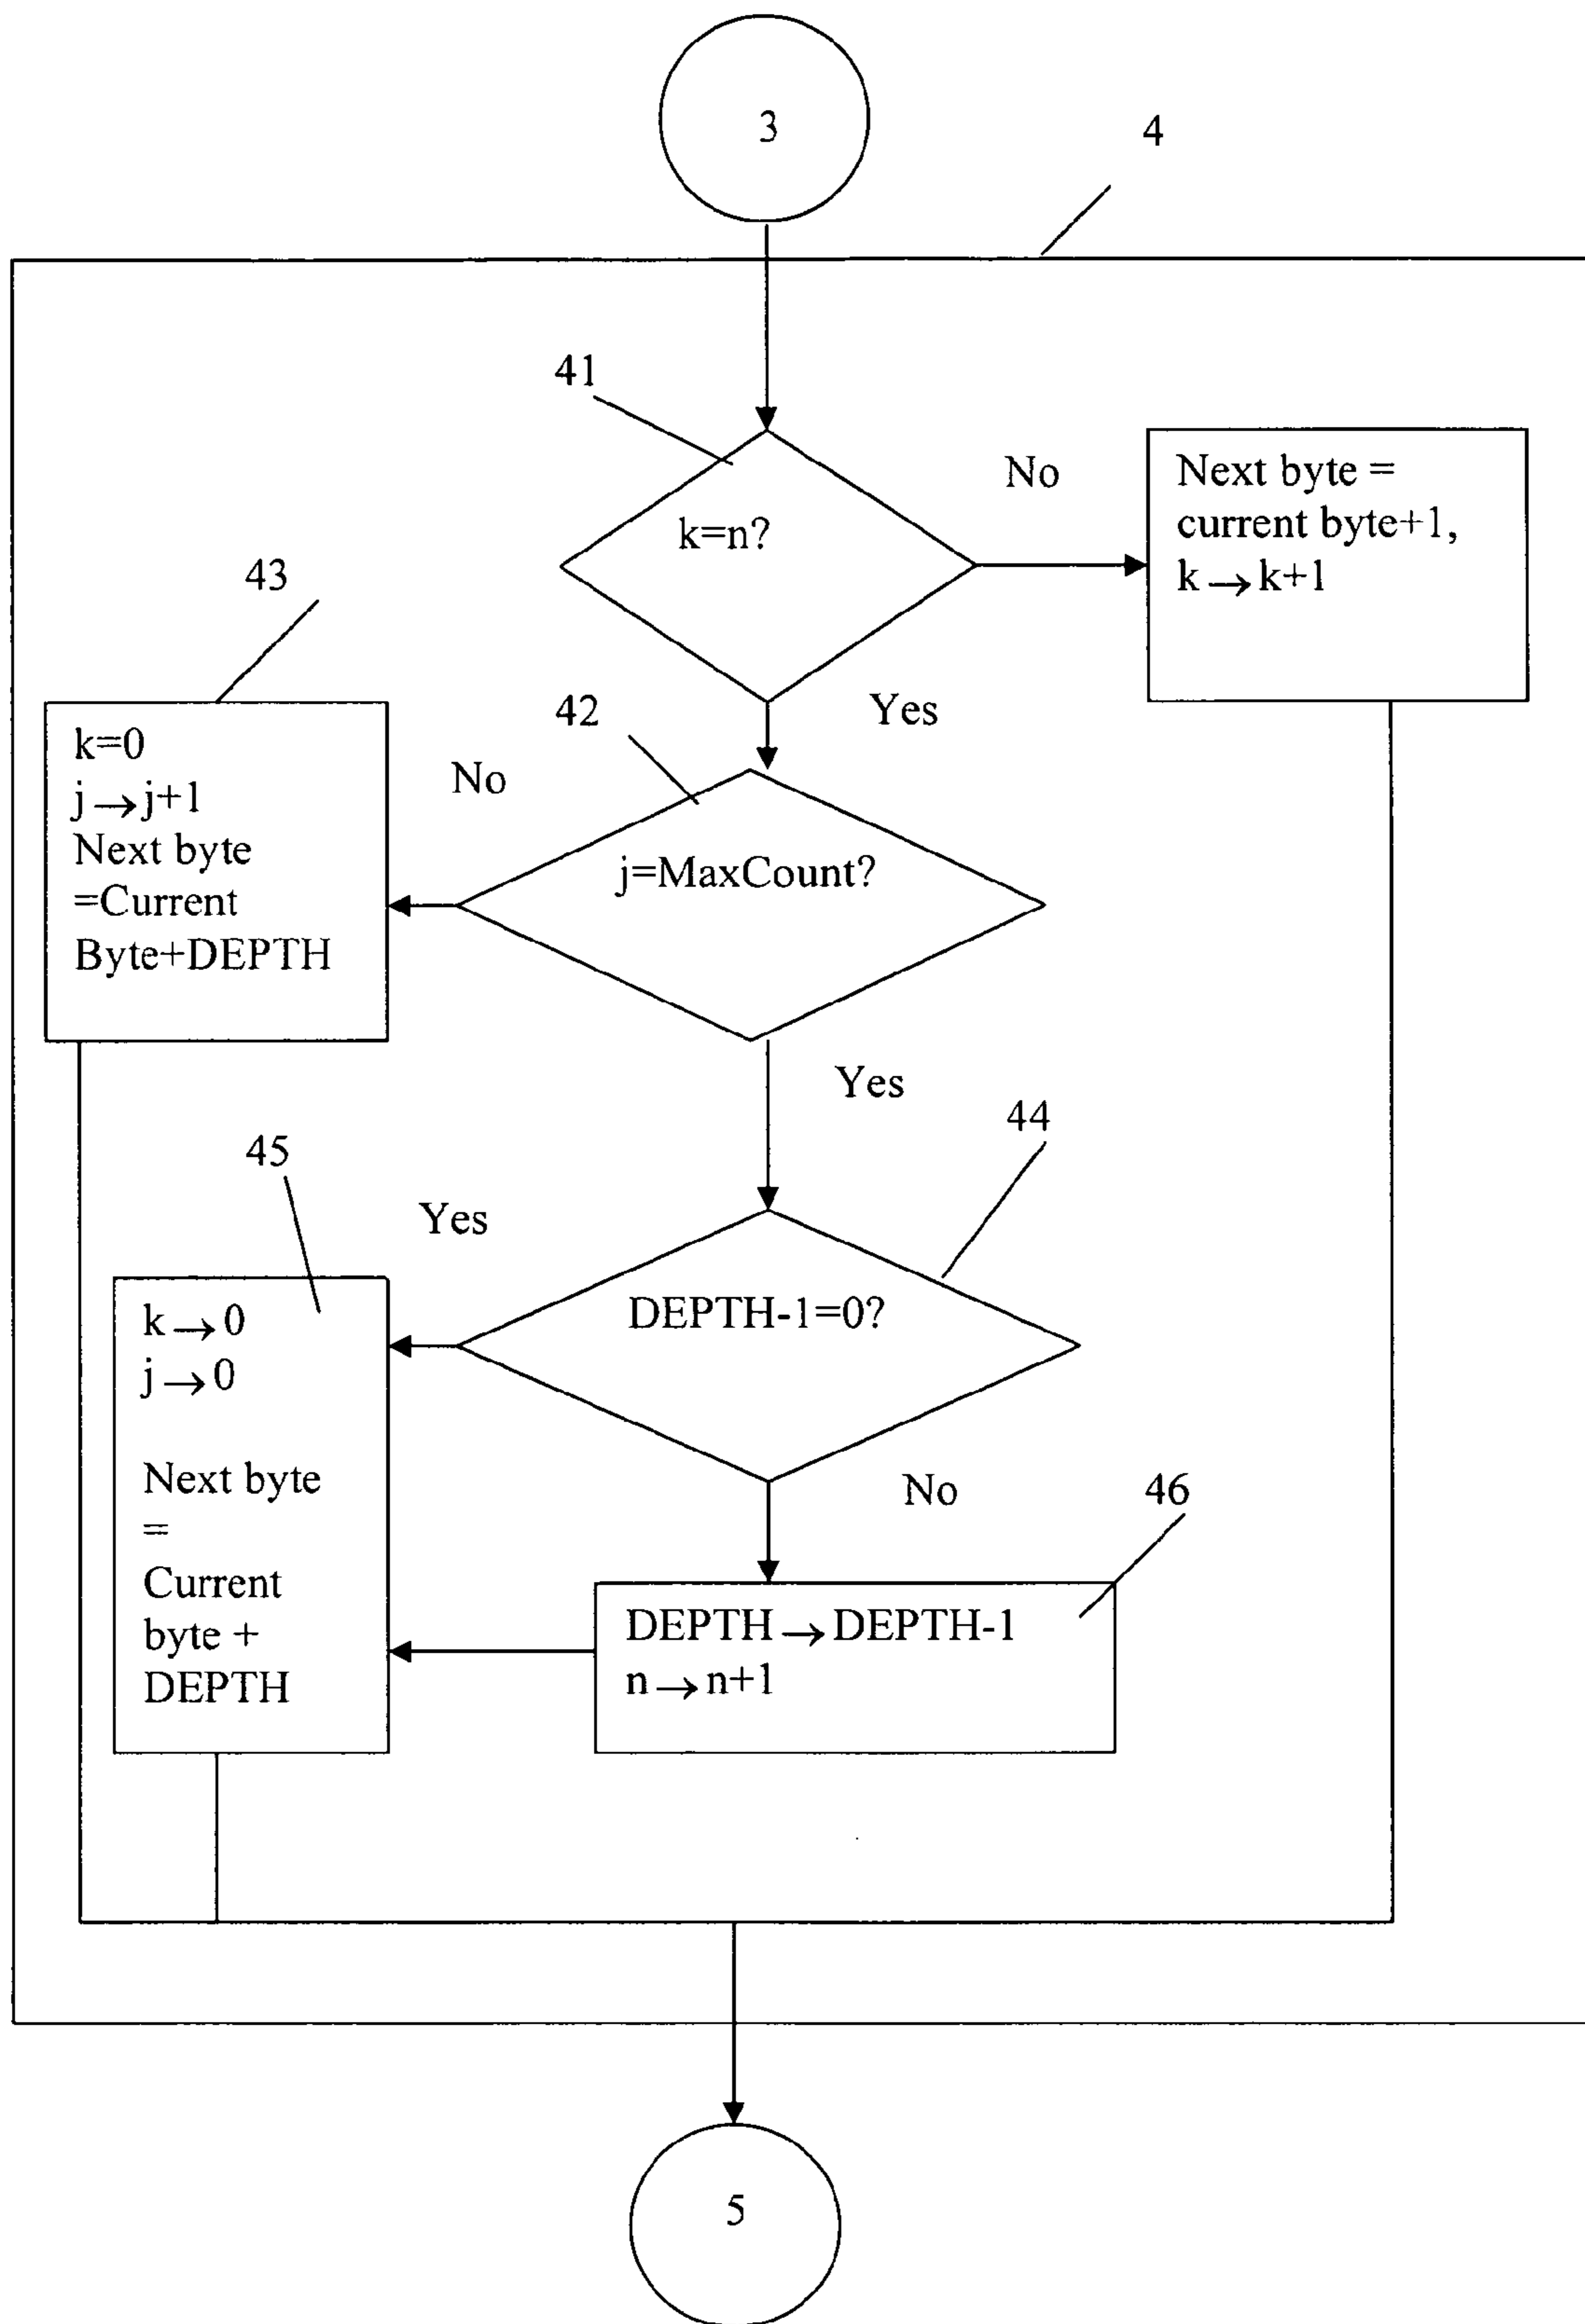 3
4
41
No
Next byte =
current byte+1,
k→k+1
k=n?
43
Yes
42
No
k=0
j→j+1
Next byte
=Current
Byte+DEPTH
j=MaxCount?
Yes
44
45
Yes
DEPTH-1=0?
k→0
j→0
Next byte
=
Current
byte +
DEPTH
No
46
DEPTH→DEPTH-1
n→n+1
5